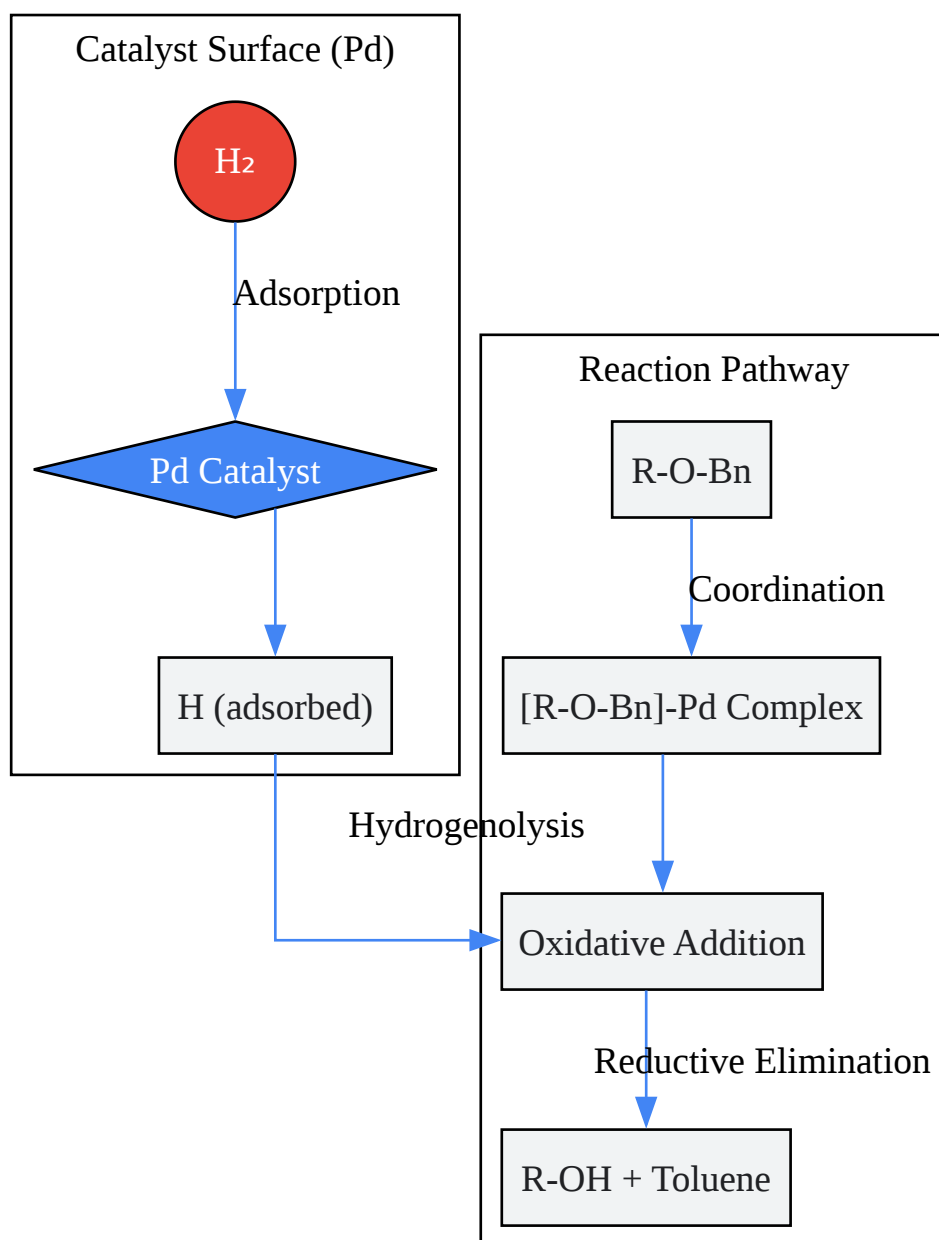 Catalyst Surface (Pd)
H₂
Adsorption
Pd Catalyst
H (adsorbed)
Hydrogenolysis
Reaction Pathway
R-O-Bn
Coordination
[R-O-Bn]-Pd Complex
Oxidative Addition
Reductive Elimination
R-OH + Toluene